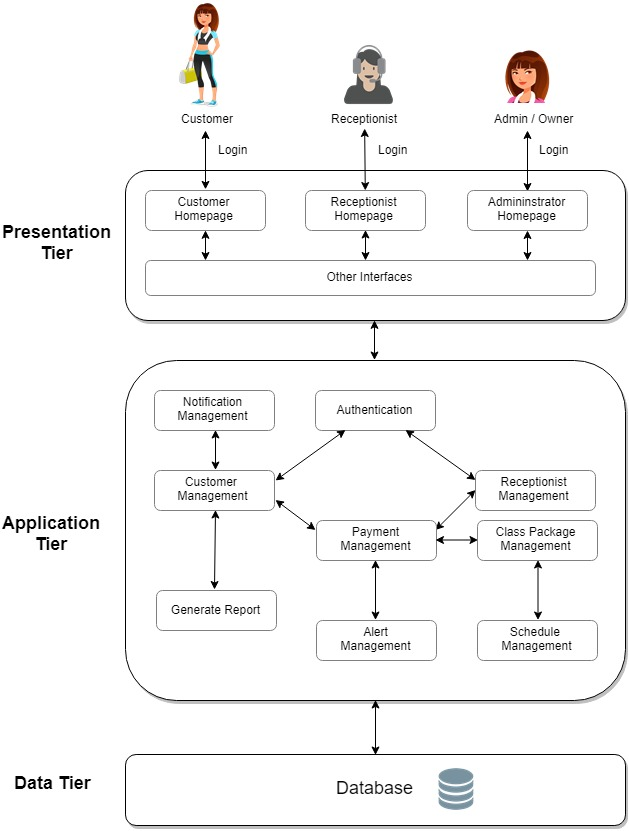 Customer
Receptionist
Admin / Owner
Login
Login
Login
Presentation
Tier
Customer
Homepage
Receptionist
Homepage
Admininstrator
Homepage
Other Interfaces
Application
Tier
Notification
Management
Authentication
Customer
Management
Receptionist
Management
Payment
Management
Class Package
Management
Generate Report
Alert
Management
Schedule
Management
Data Tier
Database